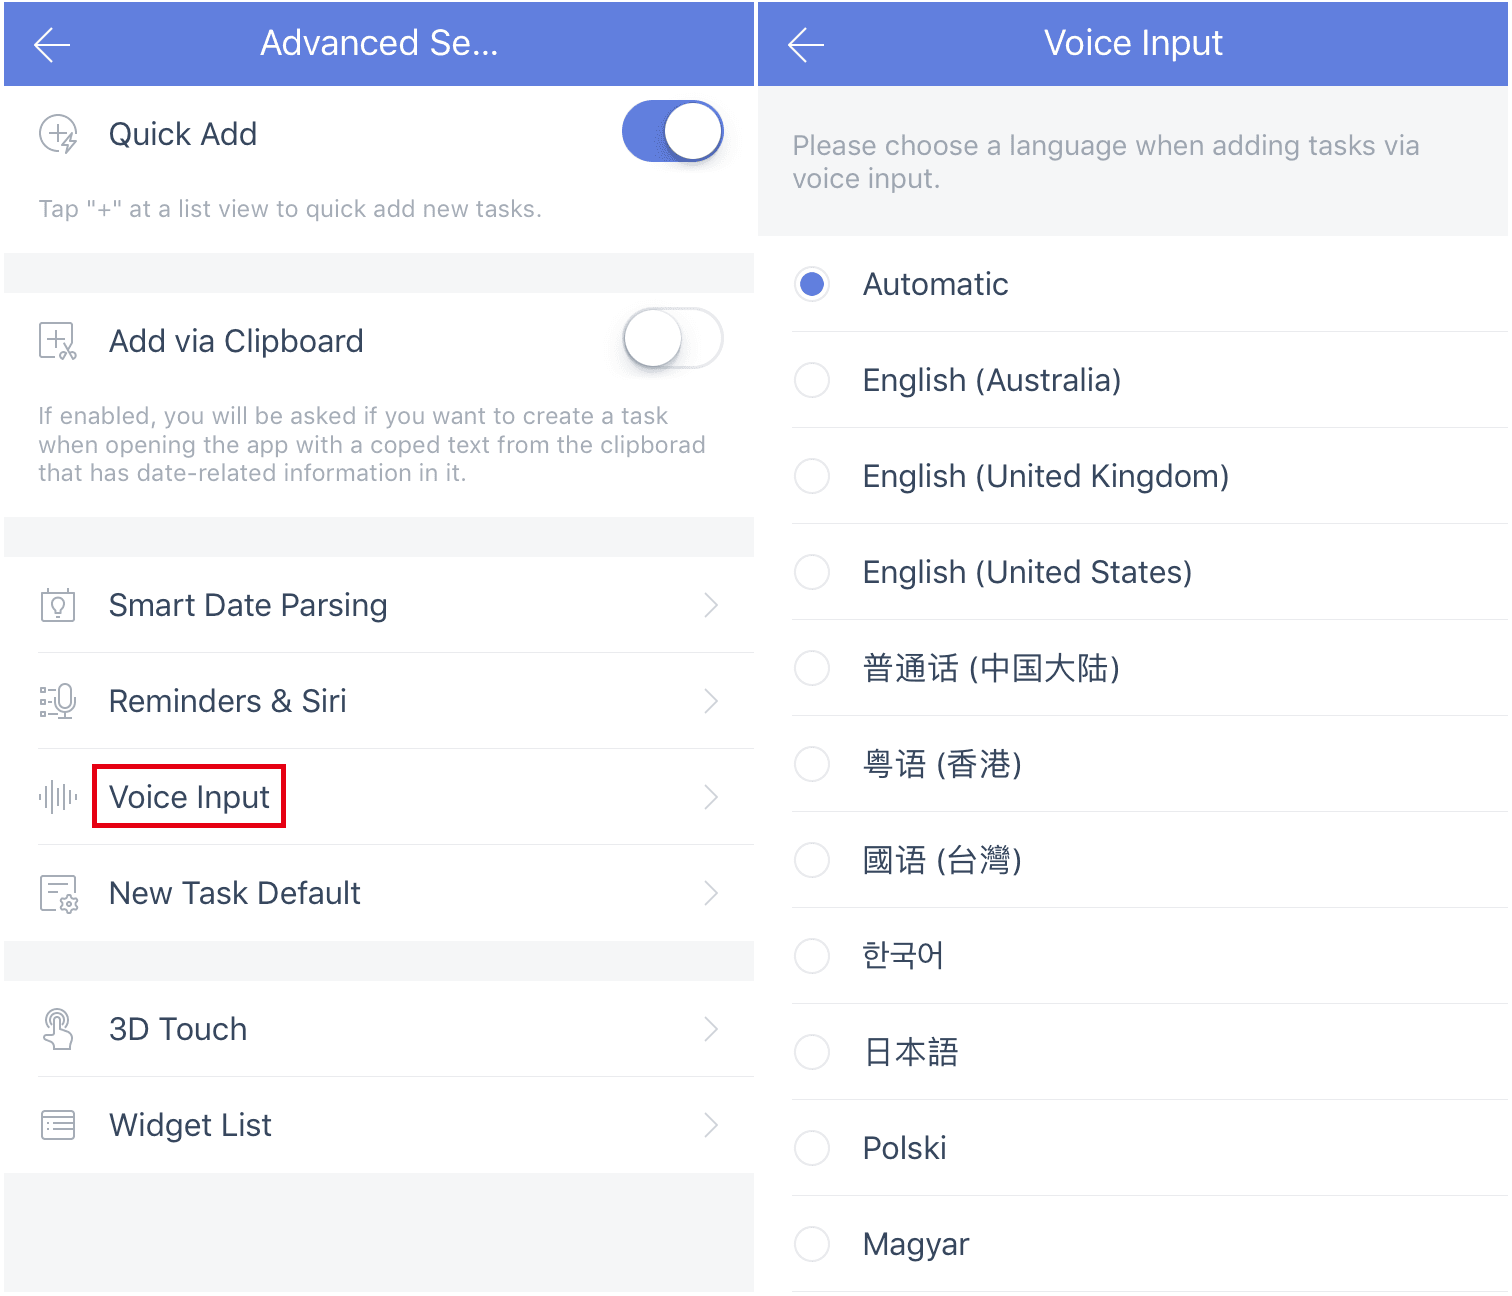 Advanced Se...
Quick Add
Tap "+" at a list view to quick add new tasks.
Add via Clipboard
If enabled, you will be asked if you want to create a task
when opening the app with a coped text from the clipborad
that has date-related information in it.
Smart Date Parsing
Reminders & Siri
Voice Input
New Task Default
3D Touch
Widget List
Voice Input
Please choose a language when adding tasks via
voice input.
Automatic
English (Australia)
English (United Kingdom)
English (United States)
普通话 (中国大陆)
粤语 (香港)
國语 (台灣)
한국어
日本語
Polski
Magyar